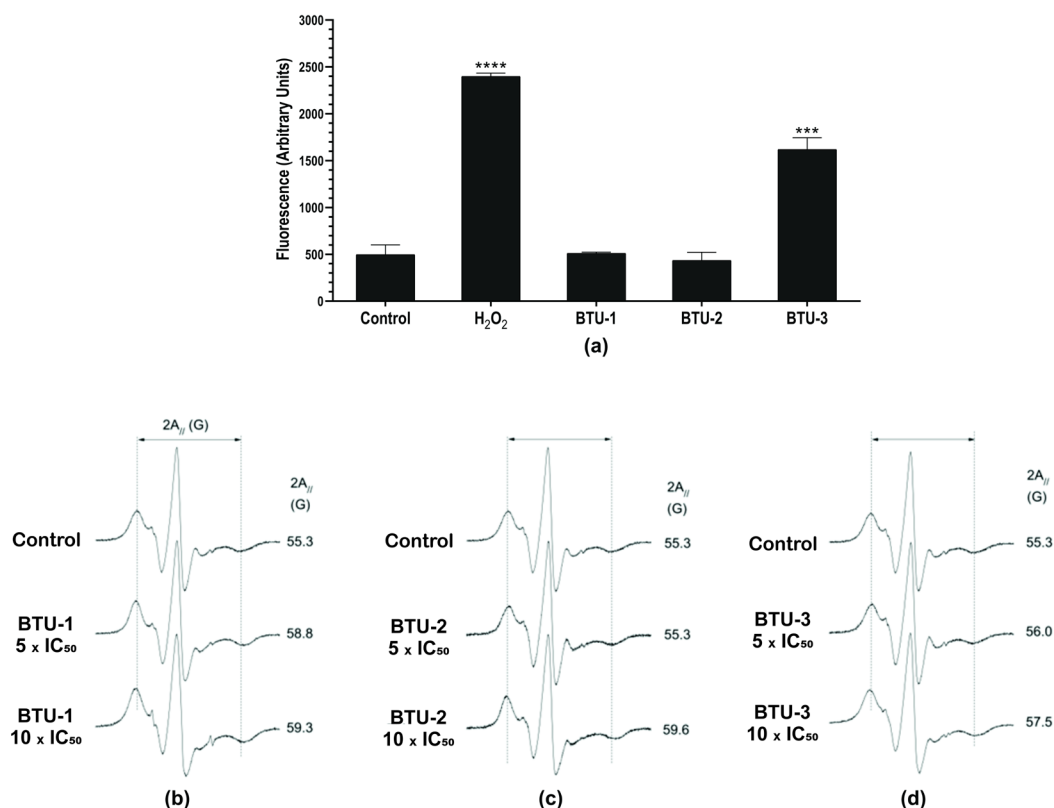 3000
2500
2000
1500
1000
500
0
Fluorescence (Arbitrary Units)
****
***
Control
H₂O₂
BTU-1
BTU-2
BTU-3
(a)
2A// (G)
2A//
(G)
Control
55.3
BTU-1
5 x IC₅₀
58.8
BTU-1
10 x IC₅₀
59.3
(b)
2A//
(G)
Control
55.3
BTU-2
5 x IC₅₀
55.3
BTU-2
10 x IC₅₀
59.6
(c)
2A//
(G)
Control
55.3
BTU-3
5 x IC₅₀
56.0
BTU-3
10 x IC₅₀
57.5
(d)